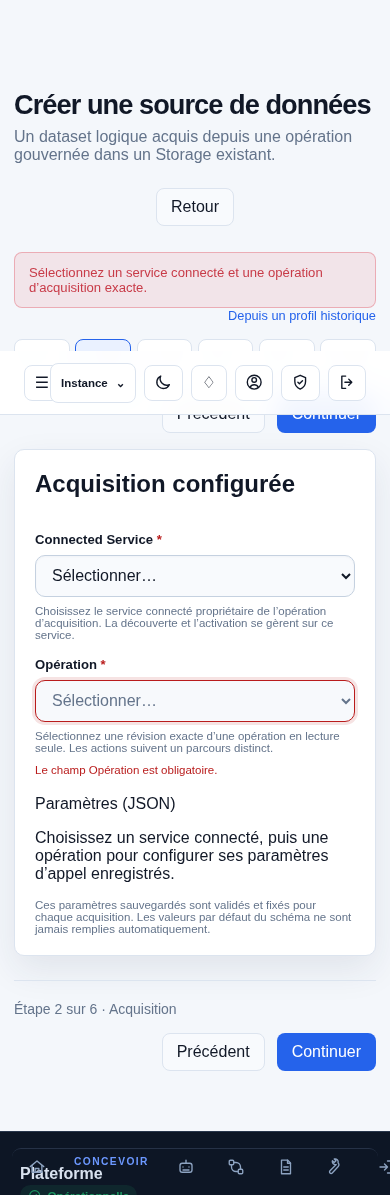 Créer une source de données
Un dataset logique acquis depuis une opération
gouvernée dans un Storage existant.
Retour
Sélectionnez un service connecté et une opération
d’acquisition exacte.
Depuis un profil historique
Instance
Précédent
Continuer
Acquisition configurée
Connected Service *
Sélectionner…
Choisissez le service connecté propriétaire de l’opération
d’acquisition. La découverte et l’activation se gèrent sur ce
service.
Opération *
Sélectionner…
Sélectionnez une révision exacte d’une opération en lecture
seule. Les actions suivent un parcours distinct.
Le champ Opération est obligatoire.
Paramètres (JSON)
Choisissez un service connecté, puis une
opération pour configurer ses paramètres
d’appel enregistrés.
Ces paramètres sauvegardés sont validés et fixés pour
chaque acquisition. Les valeurs par défaut du schéma ne sont
jamais remplies automatiquement.
Étape 2 sur 6 · Acquisition
Précédent
Continuer
CONCEVOIR
Plateforme
Opérationnelle